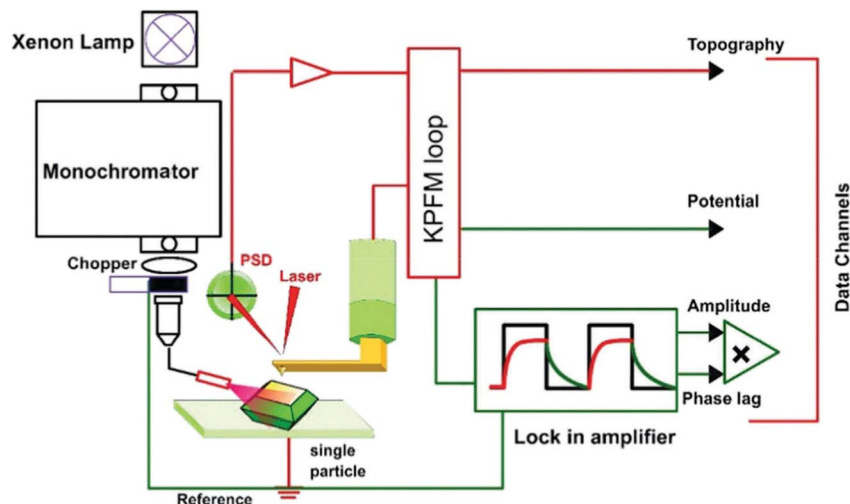 Xenon Lamp
Monochromator
Chopper
PSD
Laser
KPFM loop
Topography
Potential
Amplitude
Phase lag
Data Channels
Lock in amplifier
single
particle
Reference